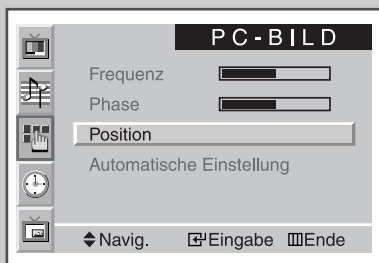 PC-BILD
Frequenz
Phase
Position
Automatische Einstellung
Navig. Eingabe Ende